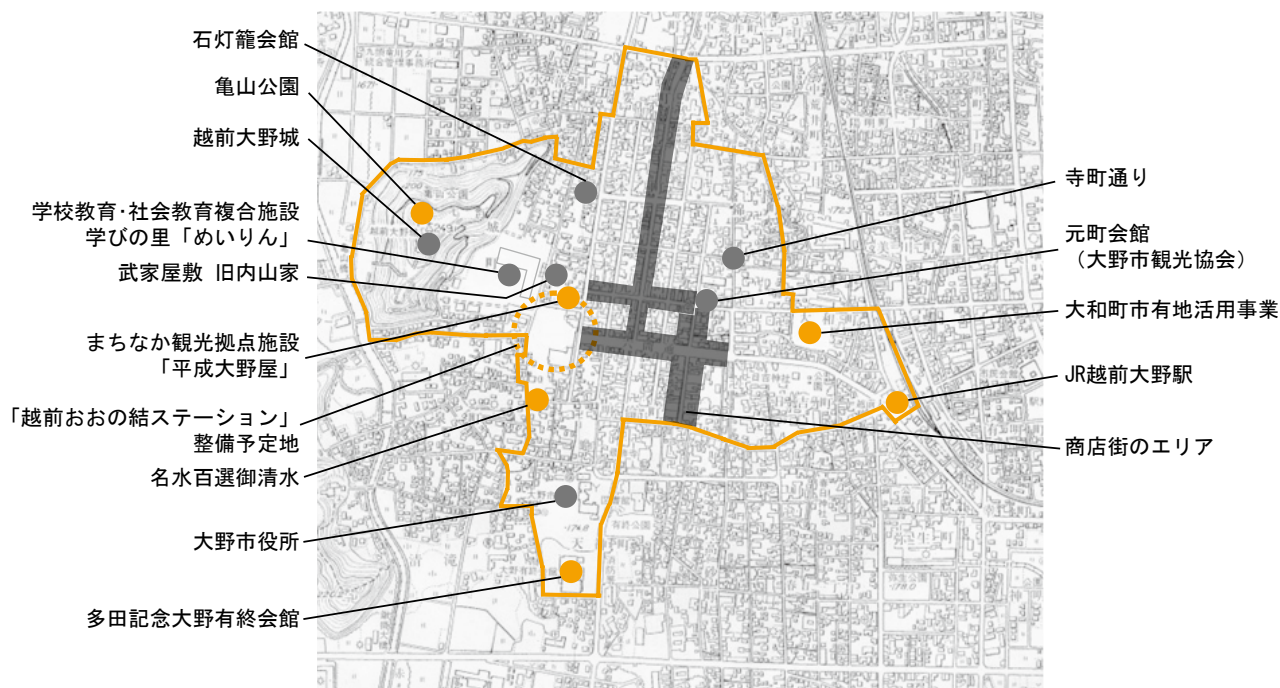 石灯籠会館
亀山公園
越前大野城
学校教育・社会教育複合施設
学びの里「めいりん」
武家屋敷 旧内山家
まちなか観光拠点施設
「平成大野屋」
「越前おおの結ステーション」
整備予定地
名水百選御清水
大野市役所
多田記念大野有終会館
寺町通り
元町会館
（大野市観光協会）
大和町市有地活用事業
JR越前大野駅
商店街のエリア